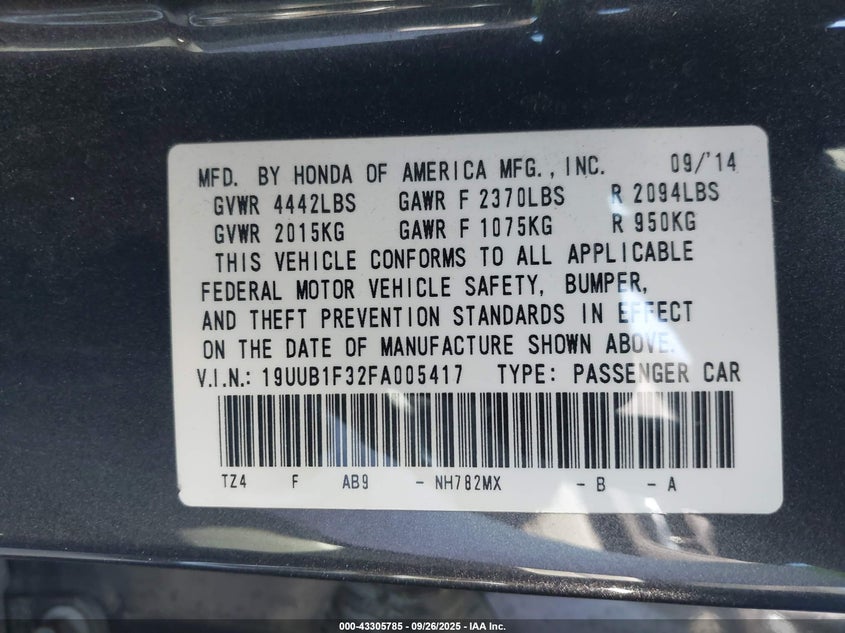 MFD. BY HONDA OF AMERICA MFG., INC. 09/'14
GVWR 4442LBS GAWR F 2370LBS R 2094LBS
GVWR 2015KG GAWR F 1075KG R 950KG
THIS VEHICLE CONFORMS TO ALL APPLICABLE
FEDERAL MOTOR VEHICLE SAFETY, BUMPER,
AND THEFT PREVENTION STANDARDS IN EFFECT
ON THE DATE OF MANUFACTURE SHOWN ABOVE.
V.I.N.: 19UUB1F32FA005417 TYPE: PASSENGER CAR
TZ4 F AB9 - NH782MX - B - A
000-43305785 - 09/26/2025 - IAA Inc.